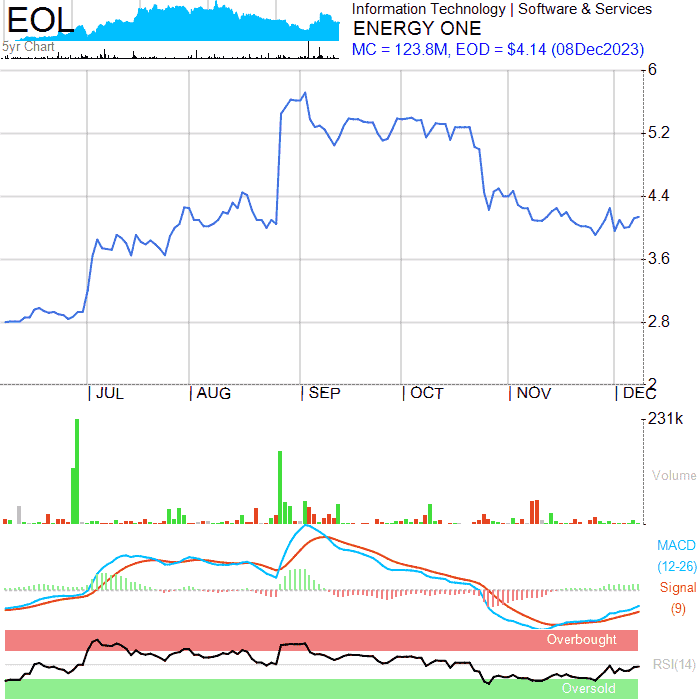 EOL
5yr Chart
Information Technology | Software & Services
ENERGY ONE
MC = 123.8M, EOD = $4.14 (08Dec2023)
6
5.2
4.4
3.6
2.8
2
JUL AUG SEP OCT NOV DEC
231k
Volume
MACD
(12-26)
Signal
(9)
Overbought
RSI(14)
Oversold